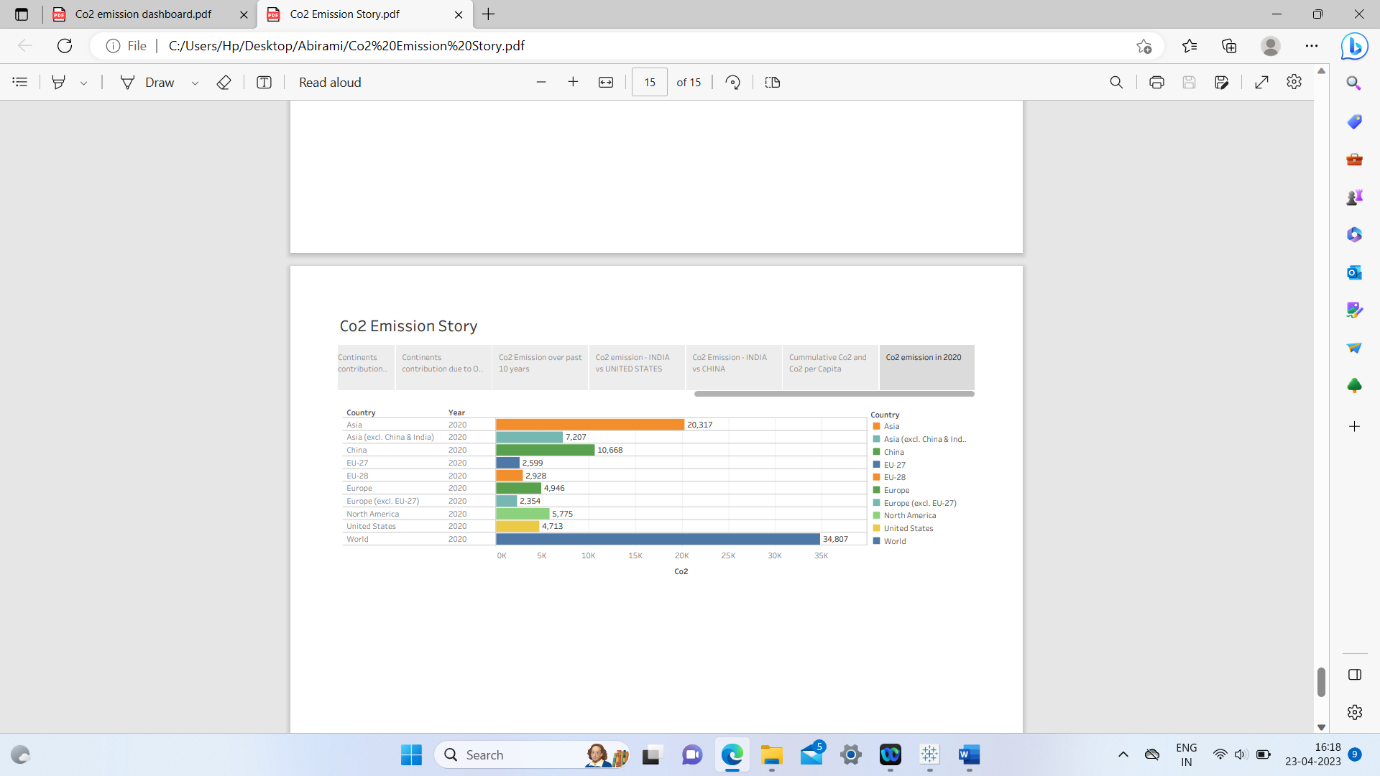 Co2 emission dashboard.pdf
Co2 Emission Story.pdf
File
C:/Users/Hp/Desktop/Abirami/Co2%20Emission%20Story.pdf
Draw
Read aloud
15 of 15
Co2 Emission Story
Continents contribution...
Continents contribution due to O..
Co2 Emission over past 10 years
Co2 emission - INDIA vs UNITED STATES
Co2 Emission - INDIA vs CHINA
Cummulative Co2 and Co2 per Capita
Co2 emission in 2020
Country Year
Asia 2020 20,317
Asia (excl. China & India) 2020 7,207
China 2020 10,668
EU-27 2020 2,599
EU-28 2020 2,928
Europe 2020 4,946
Europe (excl. EU-27) 2020 2,354
North America 2020 5,775
United States 2020 4,713
World 2020 34,807
0K 5K 10K 15K 20K 25K 30K 35K
Co2
Country
Asia
Asia (excl. China & Ind..
China
EU-27
EU-28
Europe
Europe (excl. EU-27)
North America
United States
World
Search
5
ENG
IN
16:18
23-04-2023
9